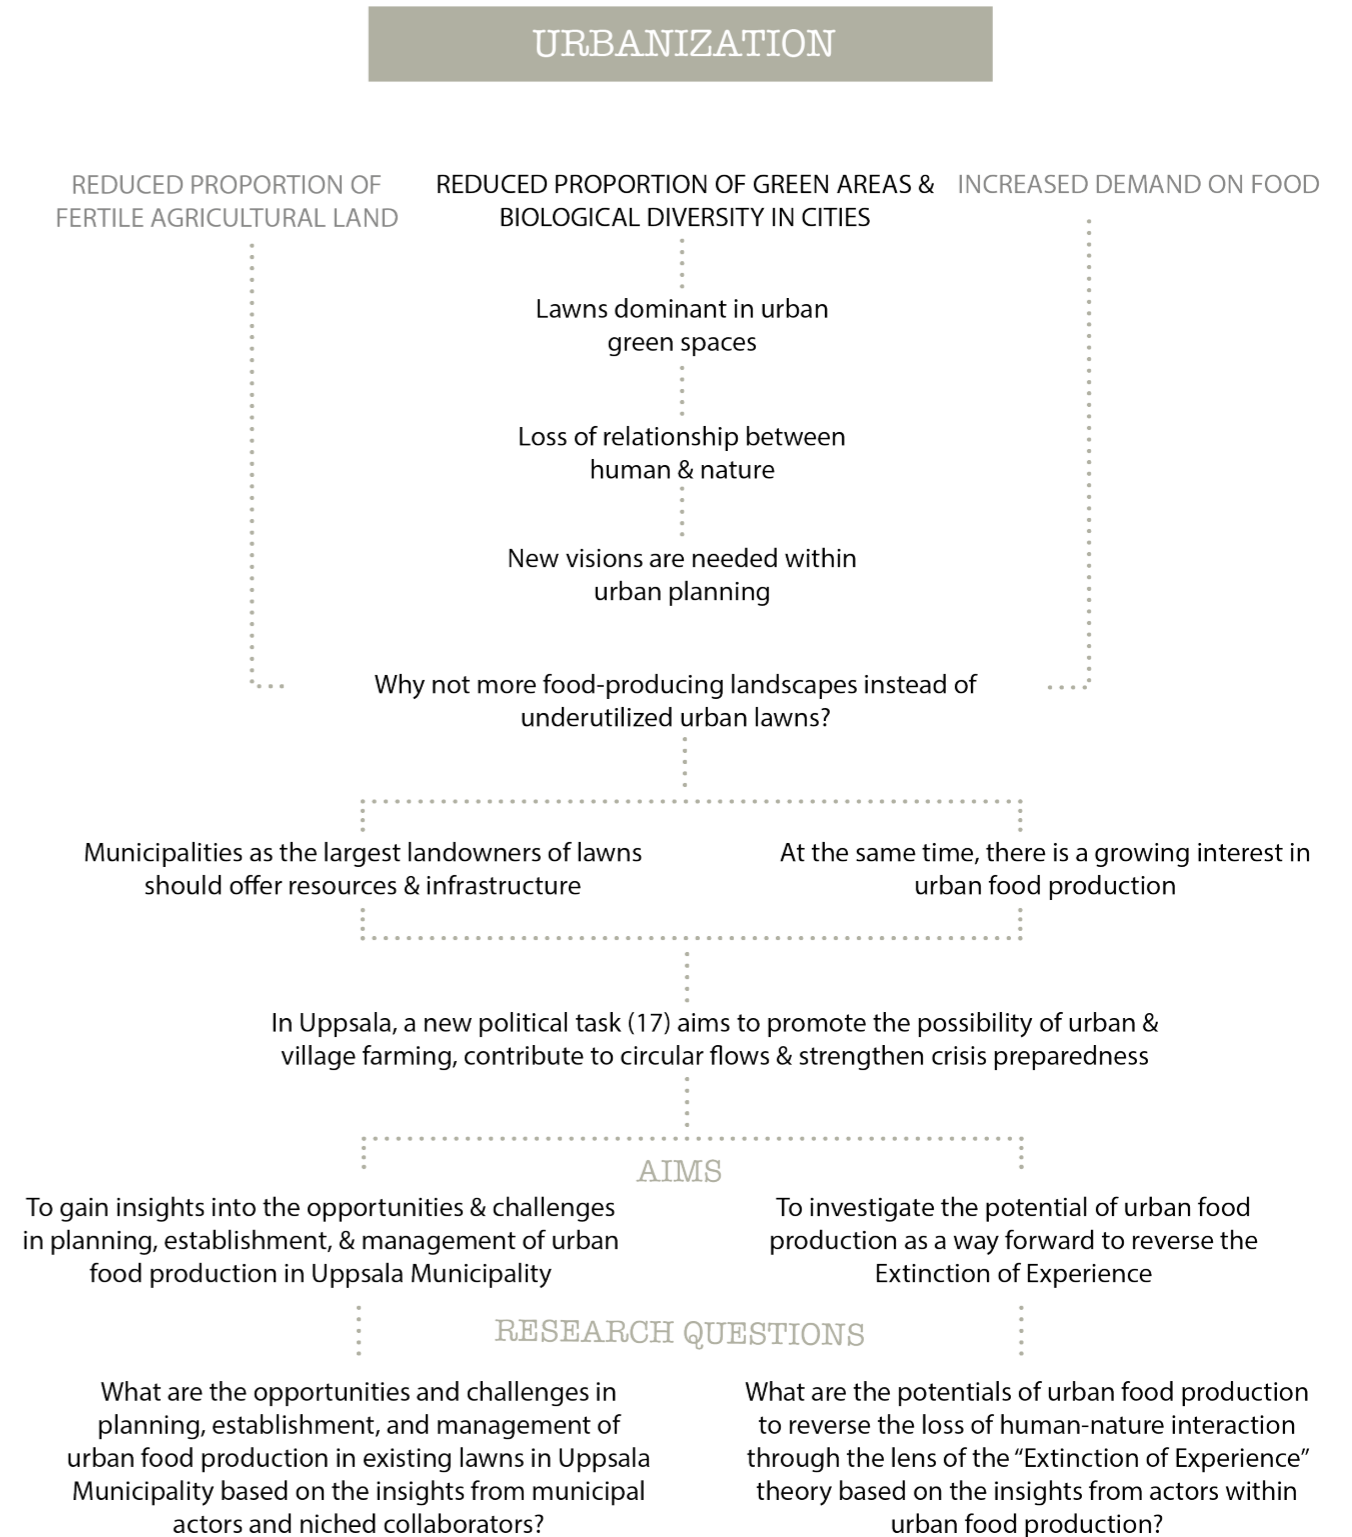 URBANIZATION
REDUCED PROPORTION OF
FERTILE AGRICULTURAL LAND
REDUCED PROPORTION OF GREEN AREAS &
BIOLOGICAL DIVERSITY IN CITIES
INCREASED DEMAND ON FOOD
Lawns dominant in urban
green spaces
Loss of relationship between
human & nature
New visions are needed within
urban planning
Why not more food-producing landscapes instead of
underutilized urban lawns?
Municipalities as the largest landowners of lawns
should offer resources & infrastructure
At the same time, there is a growing interest in
urban food production
In Uppsala, a new political task (17) aims to promote the possibility of urban &
village farming, contribute to circular flows & strengthen crisis preparedness
AIMS
To gain insights into the opportunities & challenges
in planning, establishment, & management of urban
food production in Uppsala Municipality
To investigate the potential of urban food
production as a way forward to reverse the
Extinction of Experience
RESEARCH QUESTIONS
What are the opportunities and challenges in
planning, establishment, and management of
urban food production in existing lawns in Uppsala
Municipality based on the insights from municipal
actors and niched collaborators?
What are the potentials of urban food production
to reverse the loss of human-nature interaction
through the lens of the “Extinction of Experience”
theory based on the insights from actors within
urban food production?